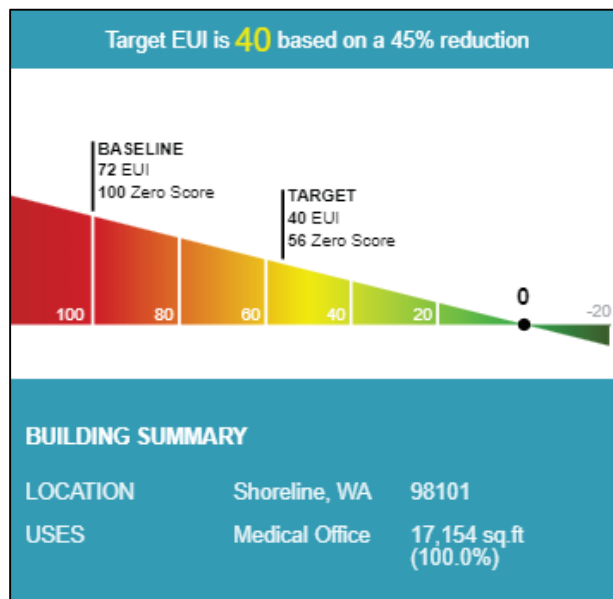 Target EUI is 40 based on a 45% reduction
BASELINE
72 EUI
100 Zero Score
TARGET
40 EUI
56 Zero Score
0
100 80 60 40 20 -20
BUILDING SUMMARY
LOCATION Shoreline, WA 98101
USES Medical Office 17,154 sq.ft
(100.0%)